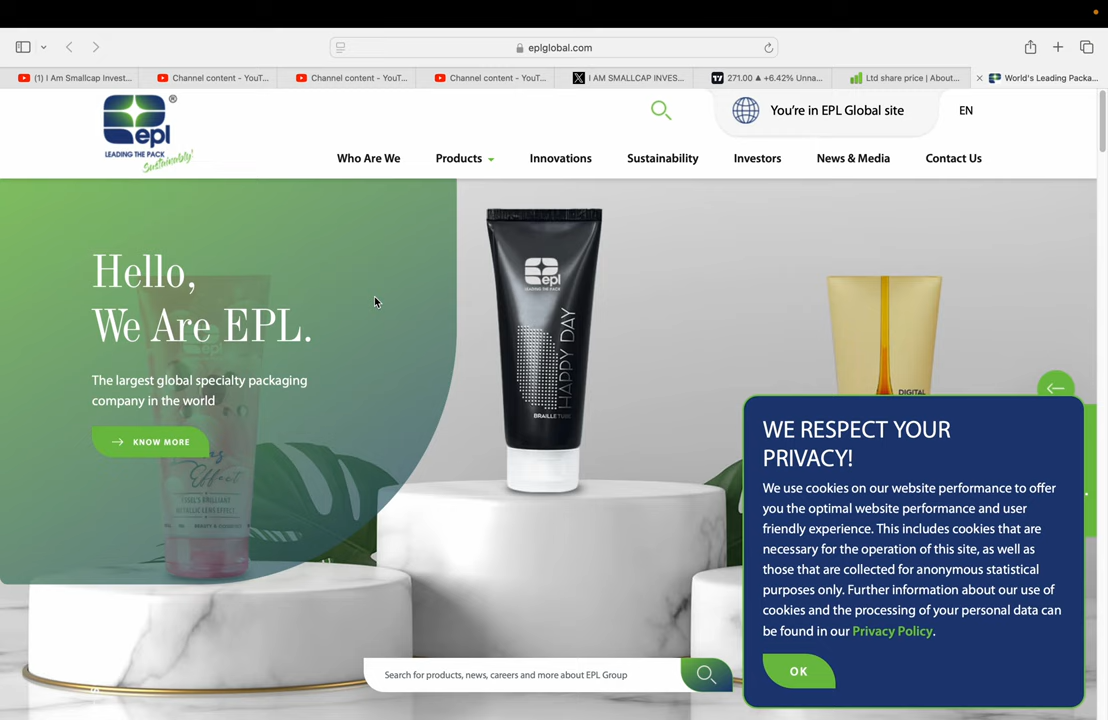 eplglobal.com
(1) I Am Smallcap Invest...
Channel content - YouT...
Channel content - YouT...
Channel content - YouT...
I AM SMALLCAP INVES...
271.00 ▲ +6.42% Unna...
Ltd share price | About...
World's Leading Packa...
epl
LEADING THE PACK
Sustainably!
You're in EPL Global site
EN
Who Are We
Products
Innovations
Sustainability
Investors
News & Media
Contact Us
Hello,
We Are EPL.
The largest global specialty packaging
company in the world
KNOW MORE
epl
LEADING THE PACK
HAPPY DAY
BRAILLE TUBE
DIGITAL
WE RESPECT YOUR
PRIVACY!
We use cookies on our website performance to offer
you the optimal website performance and user
friendly experience. This includes cookies that are
necessary for the operation of this site, as well as
those that are collected for anonymous statistical
purposes only. Further information about our use of
cookies and the processing of your personal data can
be found in our Privacy Policy.
OK
Search for products, news, careers and more about EPL Group